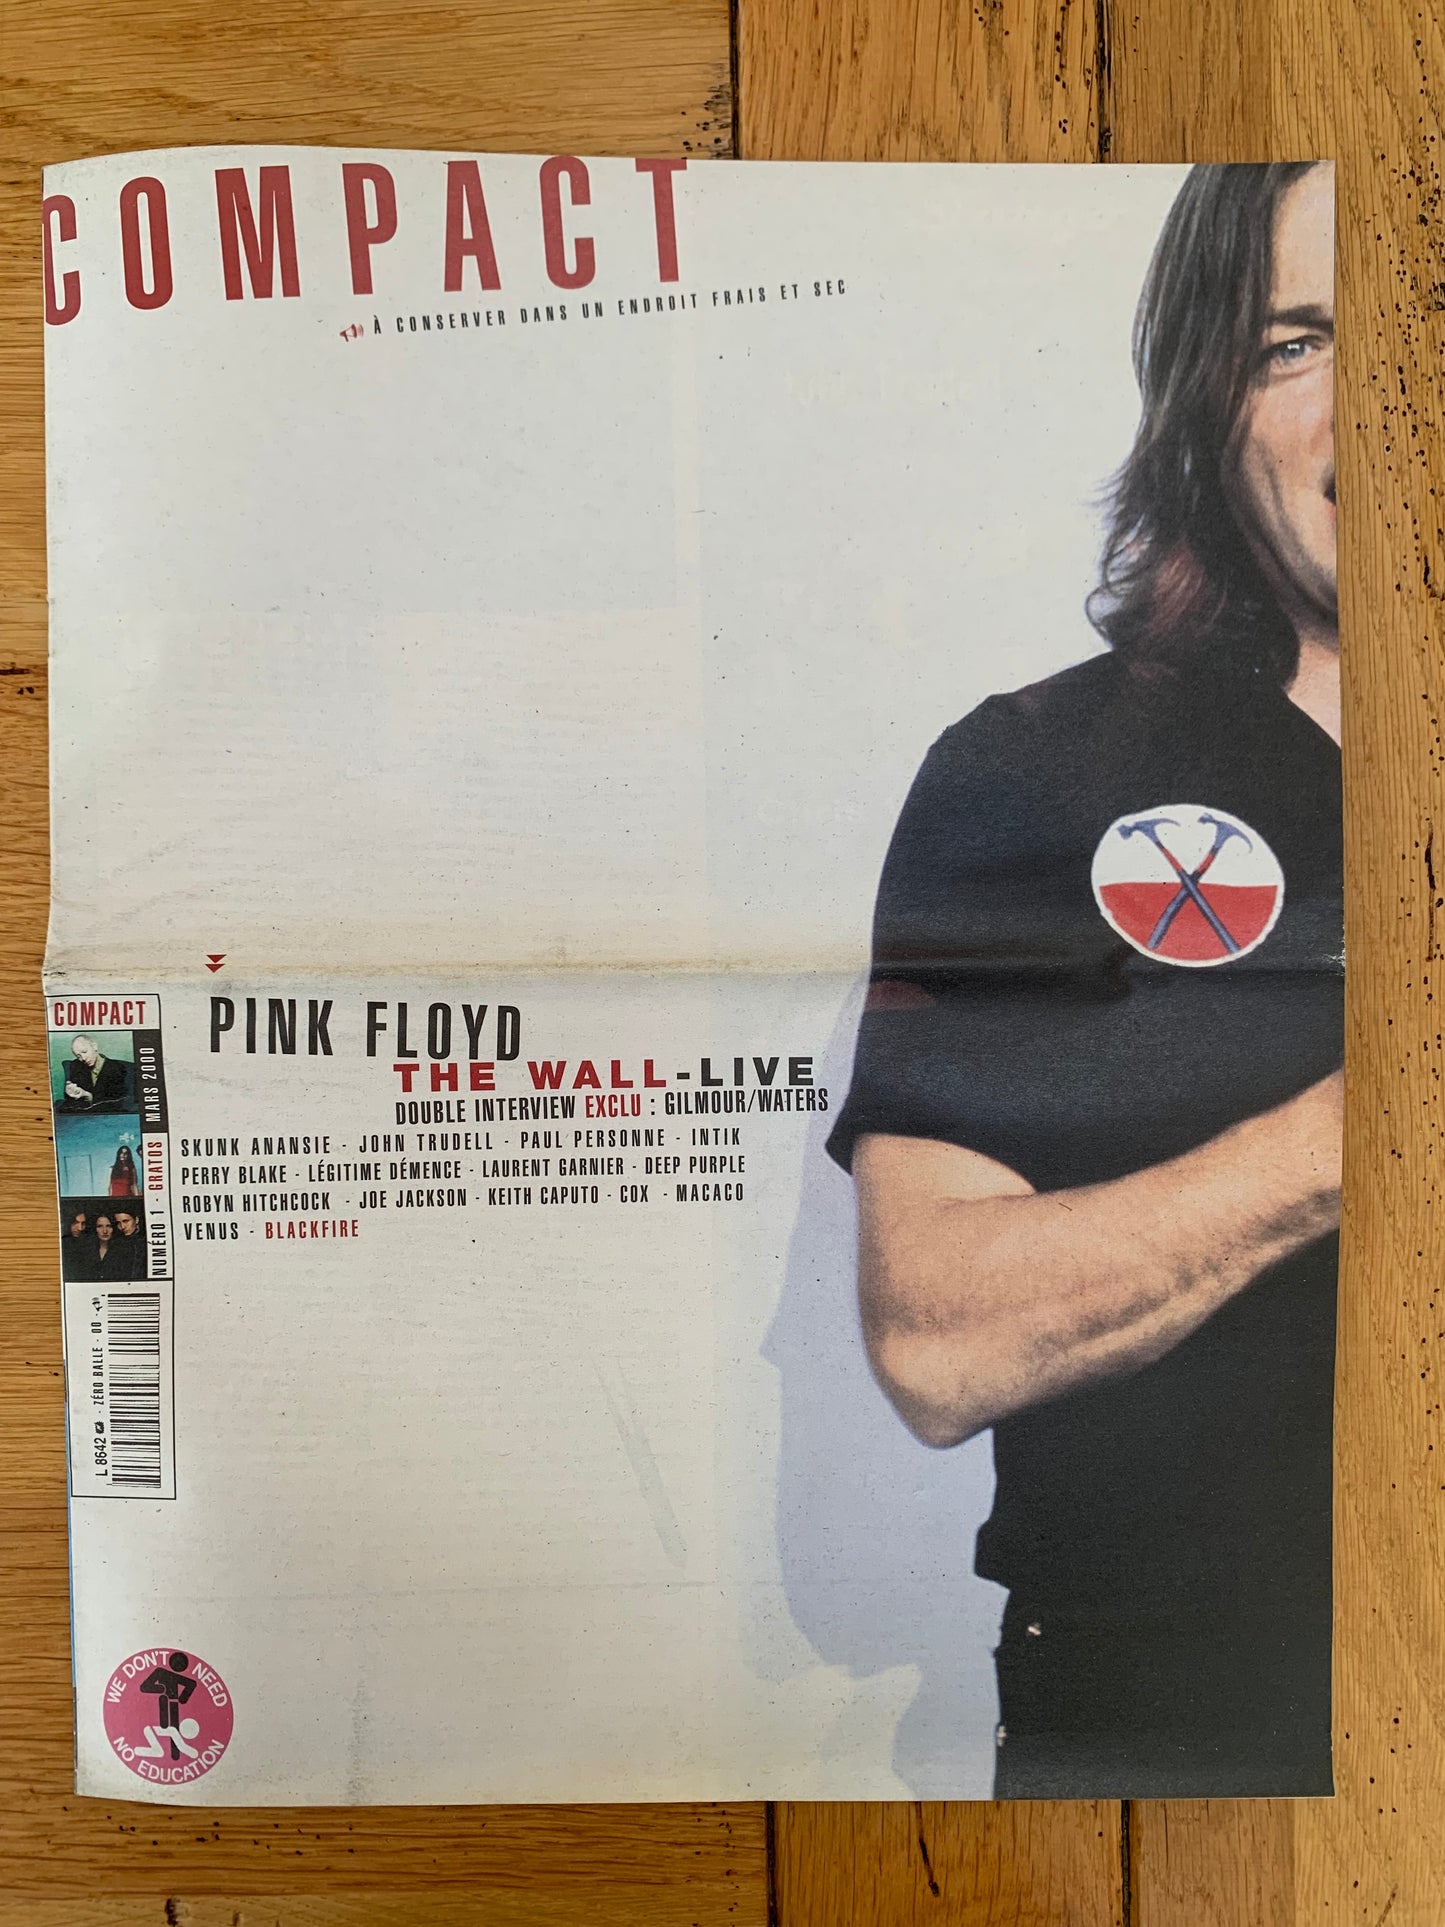 COMPACT
À CONSERVER DANS UN ENDROIT FRAIS ET SEC
PINK FLOYD
THE WALL-LIVE
DOUBLE INTERVIEW EXCLU : GILMOUR/WATERS
SKUNK ANANSIE - JOHN TRUDELL - PAUL PERSONNE - INTIK
PERRY BLAKE - LÉGITIME DÉMENCE - LAURENT GARNIER - DEEP PURPLE
ROBYN HITCHCOCK - JOE JACKSON - KEITH CAPUTO - COX - MACACO
VENUS - BLACKFIRE
COMPACT
NUMÉRO 1 - GRATOS MARS 2000
L 8642 - ZÉRO BALLE - 00 -
WE DON'T NEED
NO EDUCATION